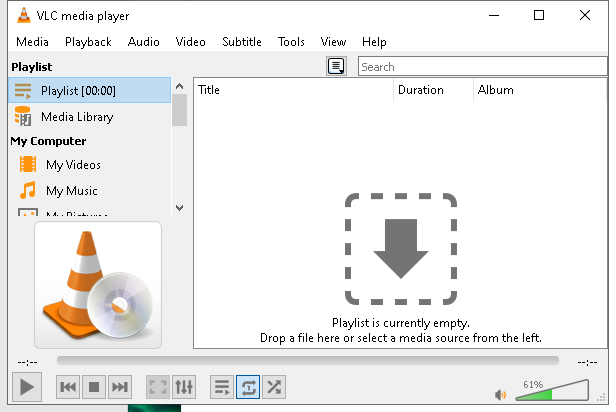 VLC media player
Media Playback Audio Video Subtitle Tools View Help
Playlist
Search
Playlist [00:00]
Title Duration Album
Media Library
My Computer
My Videos
My Music
My Pictures
Playlist is currently empty.
Drop a file here or select a media source from the left.
--:-- --:--
61%